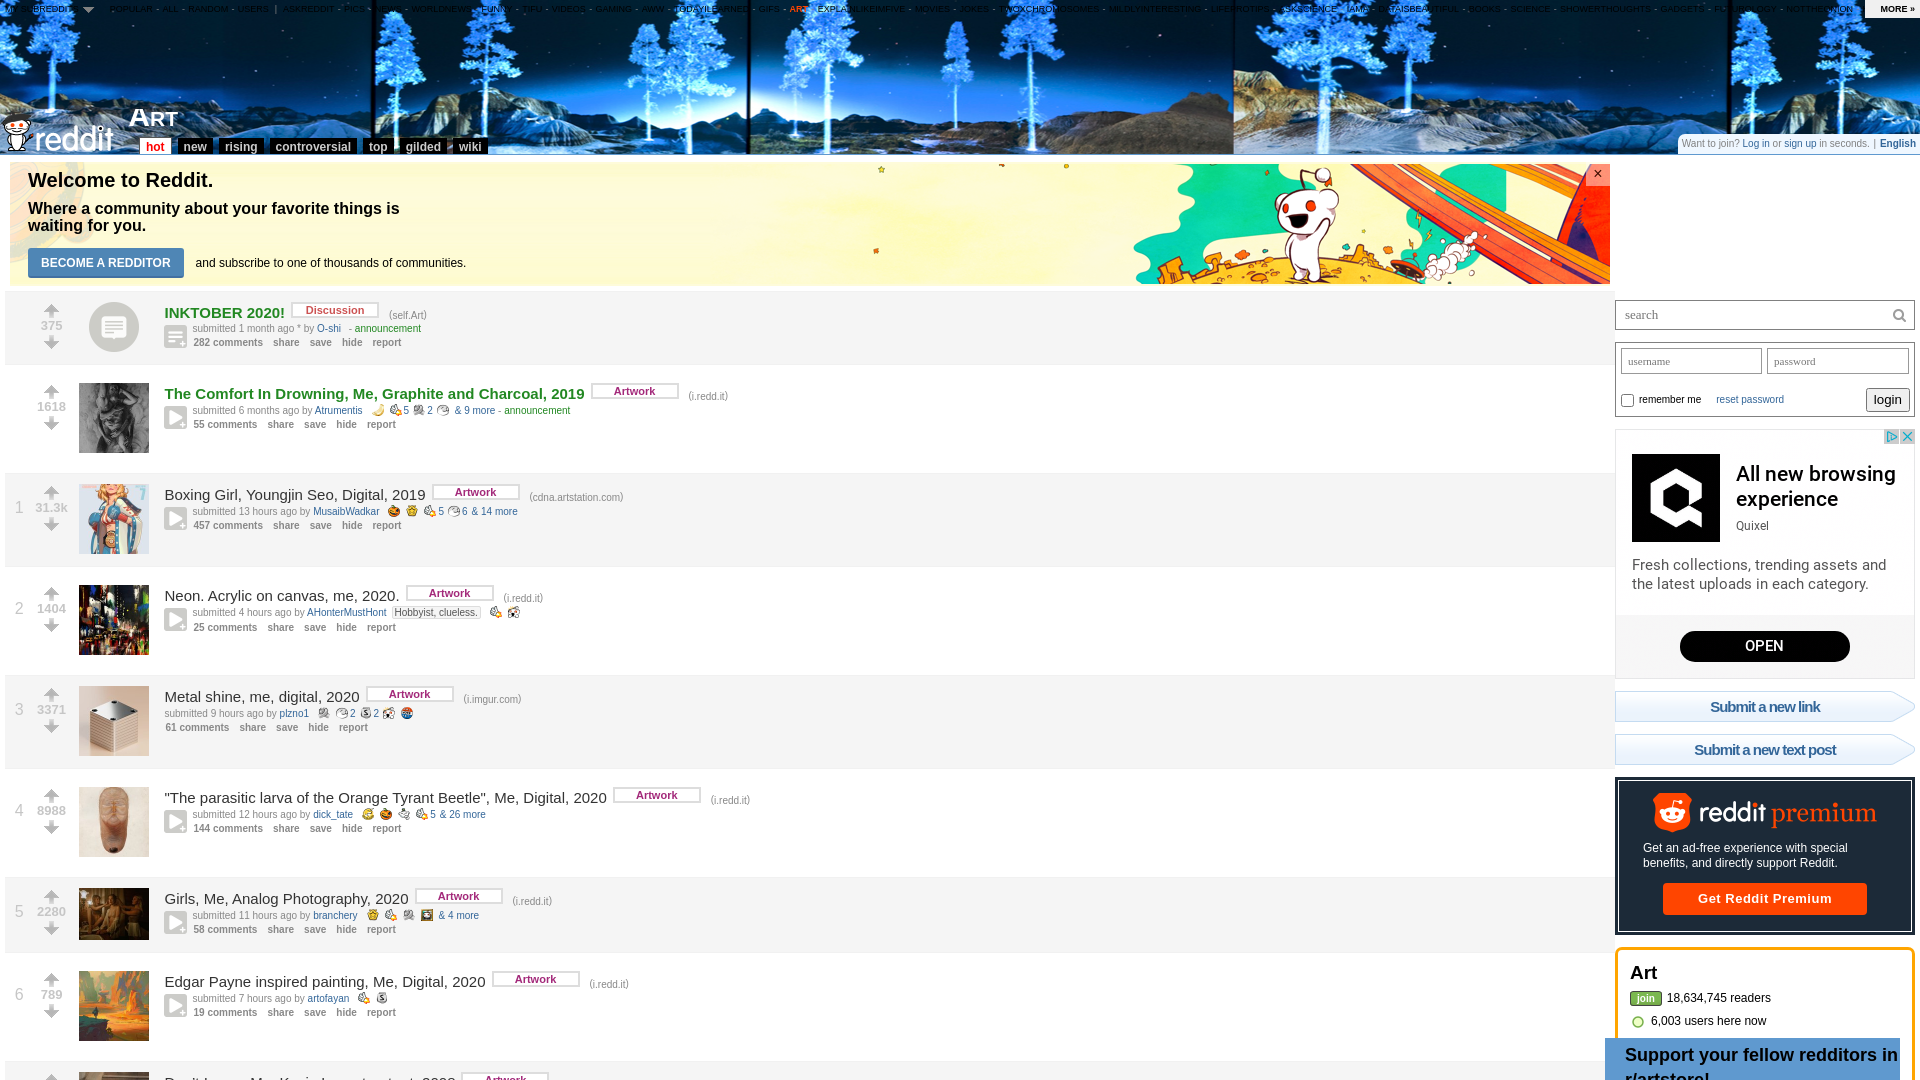 MY SUBREDDITS POPULAR - ALL - RANDOM - USERS | ASKREDDIT - PICS - NEWS - WORLDNEWS - FUNNY - TIFU - VIDEOS - GAMING - AWW - TODAYILEARNED - GIFS - ART - EXPLAINLIKEIMFIVE - MOVIES - JOKES - TWOXCHROMOSOMES - MILDLYINTERESTING - LIFEPROTIPS - ASKSCIENCE - IAMA - DATAISBEAUTIFUL - BOOKS - SCIENCE - SHOWERTHOUGHTS - GADGETS - FUTUROLOGY - NOTTHEONION MORE »
reddit Art
hot new rising controversial top gilded wiki
Want to join? Log in or sign up in seconds. | English
Welcome to Reddit.
Where a community about your favorite things is
waiting for you.
BECOME A REDDITOR and subscribe to one of thousands of communities.
×
375
INKTOBER 2020! Discussion (self.Art)
submitted 1 month ago * by O-shi - announcement
282 comments share save hide report
1618
The Comfort In Drowning, Me, Graphite and Charcoal, 2019 Artwork (i.redd.it)
submitted 6 months ago by Atrumentis 5 2 & 9 more - announcement
55 comments share save hide report
1 31.3k
Boxing Girl, Youngjin Seo, Digital, 2019 Artwork (cdna.artstation.com)
submitted 13 hours ago by MusaibWadkar 5 6 & 14 more
457 comments share save hide report
2 1404
Neon. Acrylic on canvas, me, 2020. Artwork (i.redd.it)
submitted 4 hours ago by AHonterMustHont Hobbyist, clueless.
25 comments share save hide report
3 3371
Metal shine, me, digital, 2020 Artwork (i.imgur.com)
submitted 9 hours ago by plzno1 2 2
61 comments share save hide report
4 8988
"The parasitic larva of the Orange Tyrant Beetle", Me, Digital, 2020 Artwork (i.redd.it)
submitted 12 hours ago by dick_tate 5 & 26 more
144 comments share save hide report
5 2280
Girls, Me, Analog Photography, 2020 Artwork (i.redd.it)
submitted 11 hours ago by branchery & 4 more
58 comments share save hide report
6 789
Edgar Payne inspired painting, Me, Digital, 2020 Artwork (i.redd.it)
submitted 7 hours ago by artofayan
19 comments share save hide report
Artwork
search
username password
remember me reset password login
All new browsing
experience
Quixel
Fresh collections, trending assets and
the latest uploads in each category.
OPEN
Submit a new link
Submit a new text post
reddit premium
Get an ad-free experience with special
benefits, and directly support Reddit.
Get Reddit Premium
Art
join 18,634,745 readers
6,003 users here now
Support your fellow redditors in
r/artstore!